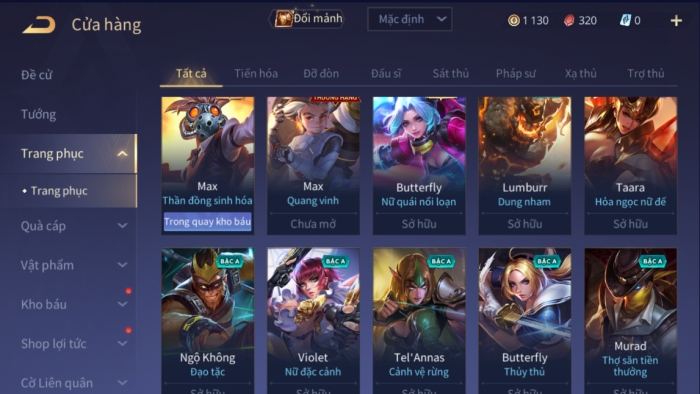 Cửa hàng
Đổi mảnh
Mặc định
1 130
320
0
Đề cử
Tướng
Trang phục
Trang phục
Quà cáp
Vật phẩm
Kho báu
Shop lợi tức
Cờ Liên quân
Tất cả
Tiến hóa
Đỡ đòn
Đấu sĩ
Sát thủ
Pháp sư
Xạ thủ
Trợ thủ
Max
Thần đồng sinh hóa
Trong quay kho báu
THƯỜNG HẠNG
Max
Quang vinh
Chưa mở
Butterfly
Nữ quái nổi loạn
Sở hữu
Lumburr
Dung nham
Sở hữu
Taara
Hỏa ngọc nữ đế
Sở hữu
BẬC A
Ngộ Không
Đạo tặc
Sở hữu
BẬC A
Violet
Nữ đặc cảnh
Sở hữu
BẬC A
Tel'Annas
Cảnh vệ rừng
Sở hữu
BẬC A
Butterfly
Thủy thủ
Sở hữu
BẬC A
Murad
Thợ săn tiền
thưởng
Sở hữu